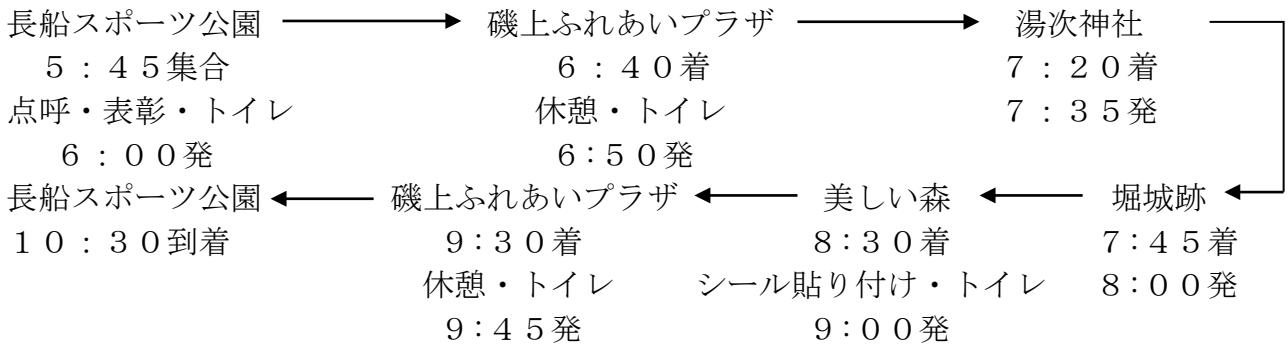 長船スポーツ公園 磯上ふれあいプラザ 湯次神社
5：45集合 6：40着 7：20着
点呼・表彰・トイレ 休憩・トイレ 7：35発
6：00発 6：50発
長船スポーツ公園 磯上ふれあいプラザ 美しい森 堀城跡
10：30到着 9：30着 8：30着 7：45着
休憩・トイレ シール貼り付け・トイレ 8：00発
9：45発 9：00発